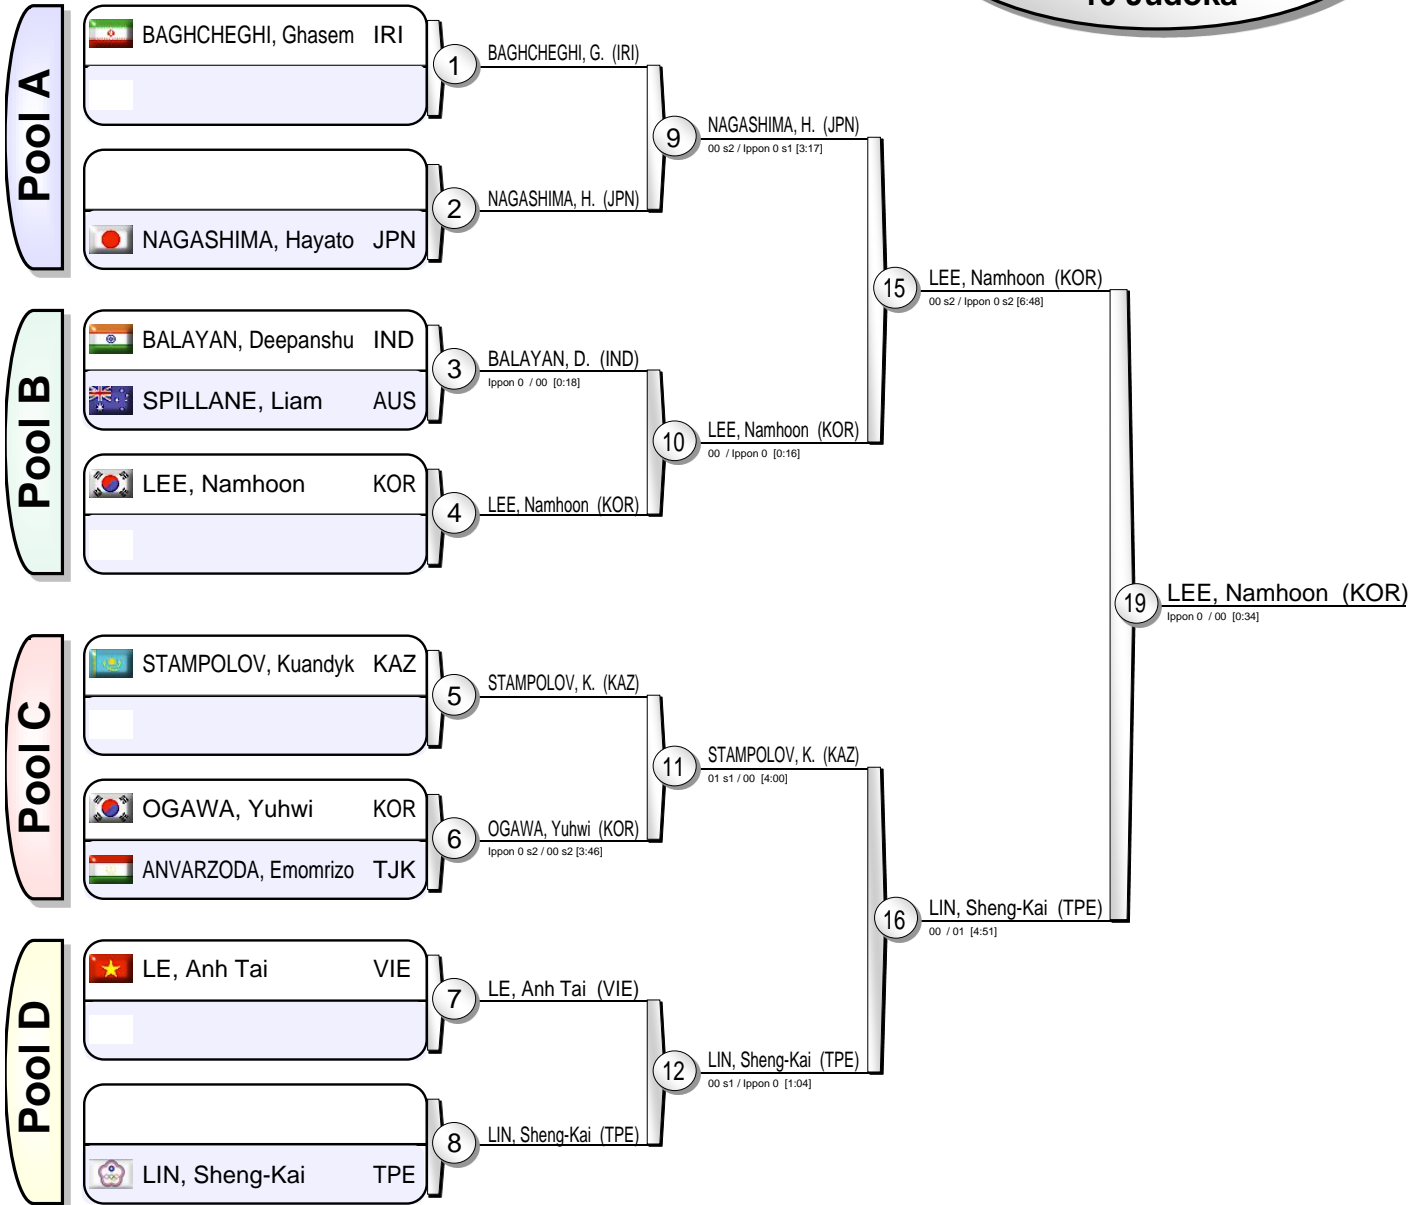 10 Judoka
Pool A
BAGHCHEGHI, Ghasem IRI
1
BAGHCHEGHI, G. (IRI)
9
NAGASHIMA, H. (JPN)
00 s2 / Ippon 0 s1 [3:17]
2
NAGASHIMA, H. (JPN)
NAGASHIMA, Hayato JPN
15
LEE, Namhoon (KOR)
00 s2 / Ippon 0 s2 [6:48]
Pool B
BALAYAN, Deepanshu IND
3
BALAYAN, D. (IND)
Ippon 0 / 00 [0:18]
SPILLANE, Liam AUS
10
LEE, Namhoon (KOR)
00 / Ippon 0 [0:16]
LEE, Namhoon KOR
4
LEE, Namhoon (KOR)
19
LEE, Namhoon (KOR)
Ippon 0 / 00 [0:34]
Pool C
STAMPOLOV, Kuandyk KAZ
5
STAMPOLOV, K. (KAZ)
11
STAMPOLOV, K. (KAZ)
01 s1 / 00 [4:00]
OGAWA, Yuhwi KOR
6
OGAWA, Yuhwi (KOR)
Ippon 0 s2 / 00 s2 [3:46]
ANVARZODA, Emomrizo TJK
16
LIN, Sheng-Kai (TPE)
00 / 01 [4:51]
Pool D
LE, Anh Tai VIE
7
LE, Anh Tai (VIE)
12
LIN, Sheng-Kai (TPE)
00 s1 / Ippon 0 [1:04]
8
LIN, Sheng-Kai (TPE)
LIN, Sheng-Kai TPE